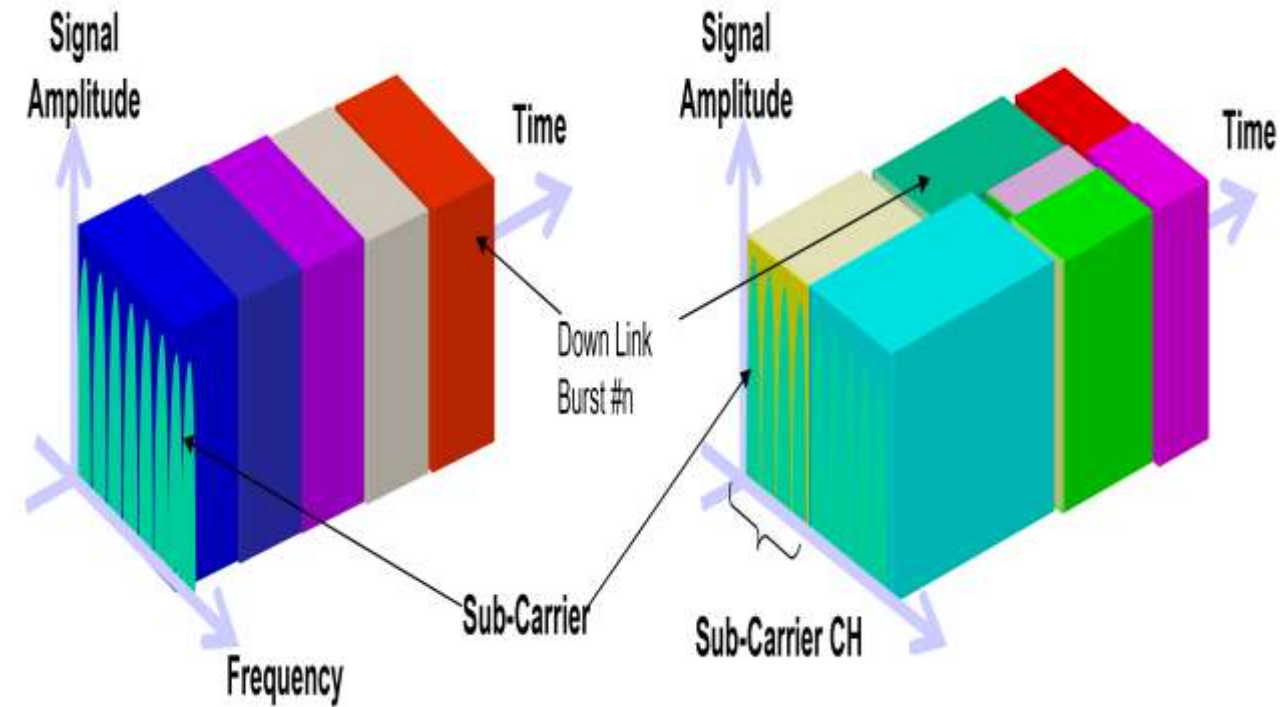 Signal
Amplitude
Time
Signal
Amplitude
Time
Down Link
Burst #n
Sub-Carrier
Sub-Carrier CH
Frequency